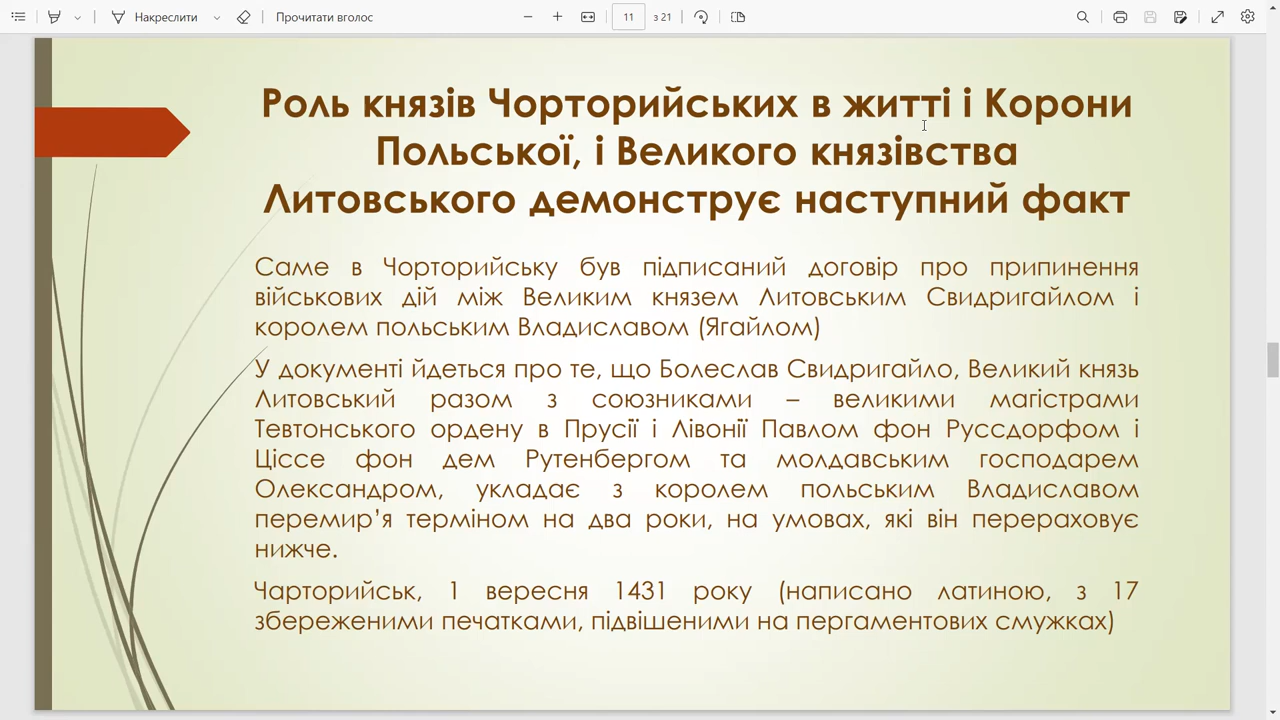 Накреслити
Прочитати вголос
11
з 21
Роль князів Чорторийських в житті і Корони
Польської, і Великого князівства
Литовського демонструє наступний факт
Саме в Чорторийську був підписаний договір про припинення
військових дій між Великим князем Литовським Свидригайлом і
королем польським Владиславом (Ягайлом)
У документі йдеться про те, що Болеслав Свидригайло, Великий князь
Литовський разом з союзниками – великими магістрами
Тевтонського ордену в Прусії і Лівонії Павлом фон Руссдорфом і
Ціссе фон дем Рутенбергом та молдавським господарем
Олександром, укладає з королем польським Владиславом
перемир’я терміном на два роки, на умовах, які він перераховує
нижче.
Чарторийськ, 1 вересня 1431 року (написано латиною, з 17
збереженими печатками, підвішеними на пергаментових смужках)